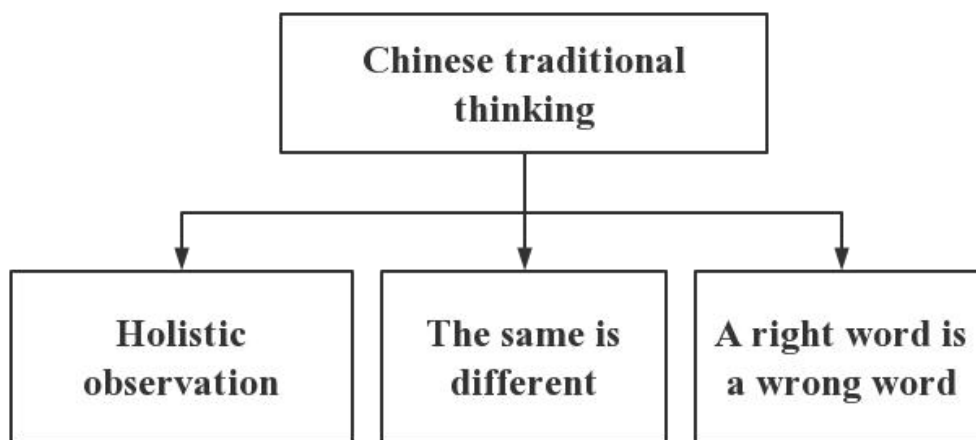 Chinese traditional
thinking
Holistic
observation
The same is
different
A right word is
a wrong word